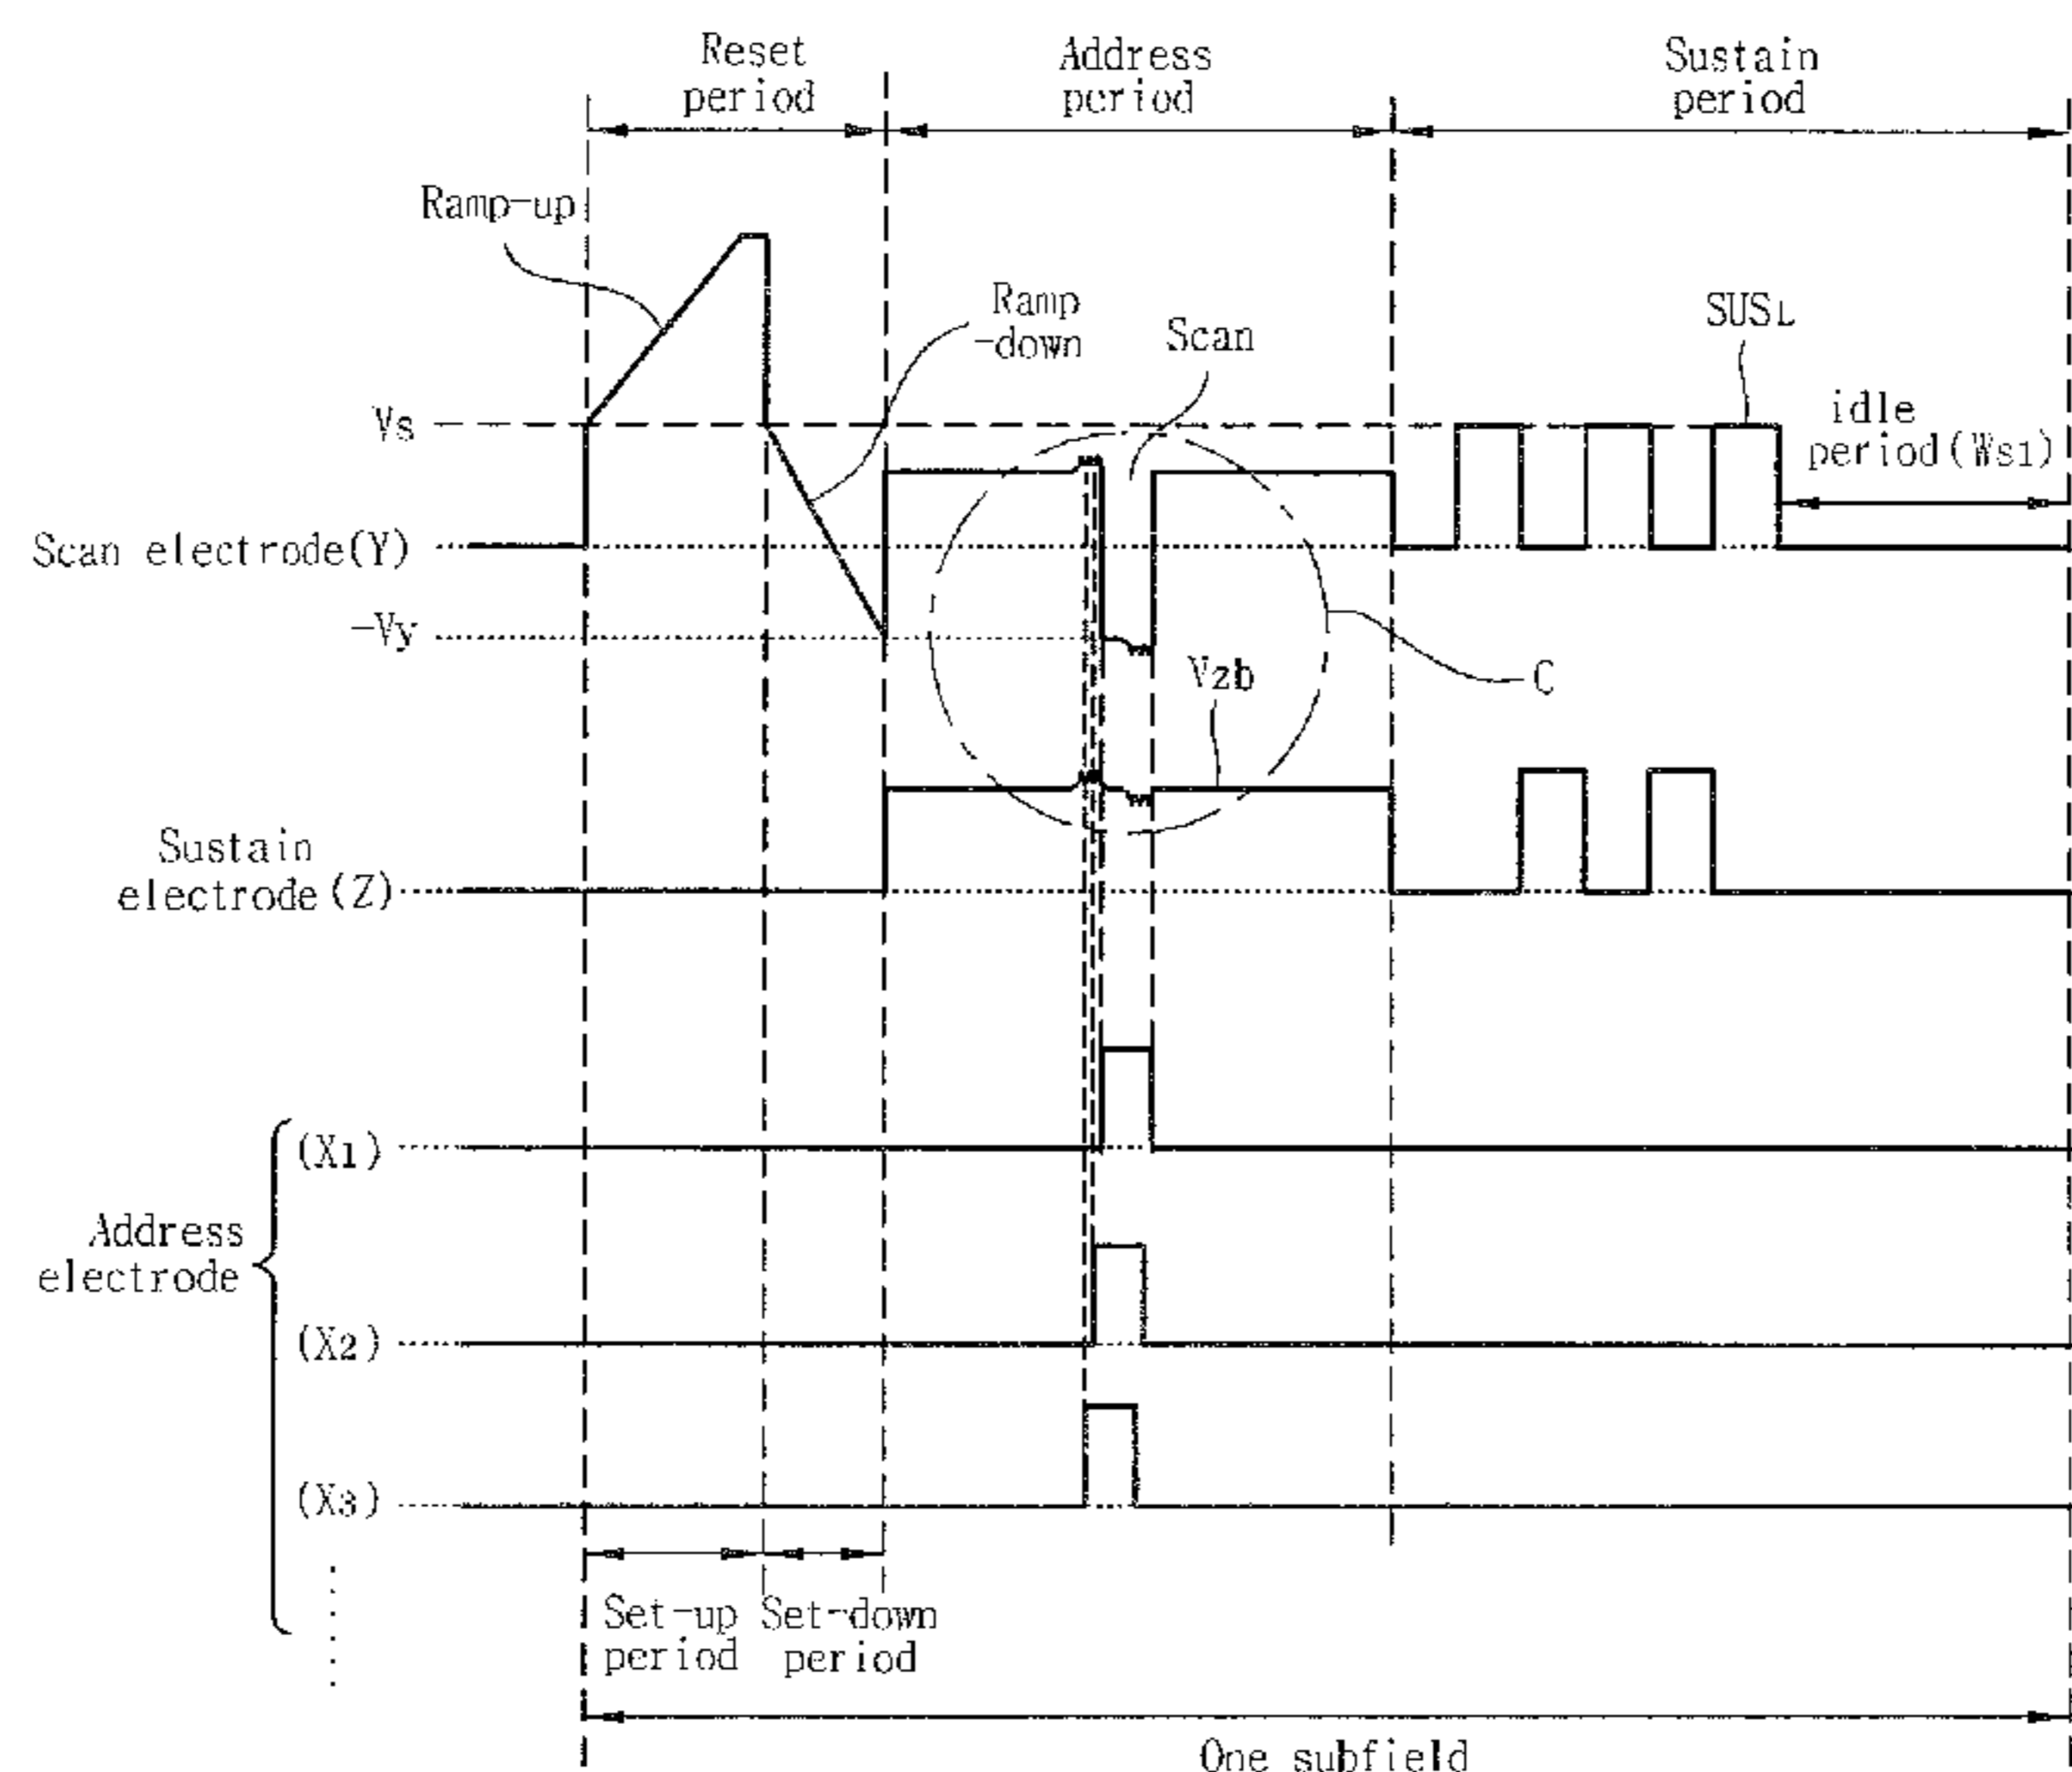 Reset
period
Address
period
Sustain
period
Ramp-up
Ramp
-down
Scan
SUSL
idle
period(Ws1)
Vs
Scan electrode(Y)
-Vy
Vzb
C
Sustain
electrode(Z)
(X1)
Address
electrode
(X2)
(X3)
Set-up
period
Set-down
period
One subfield